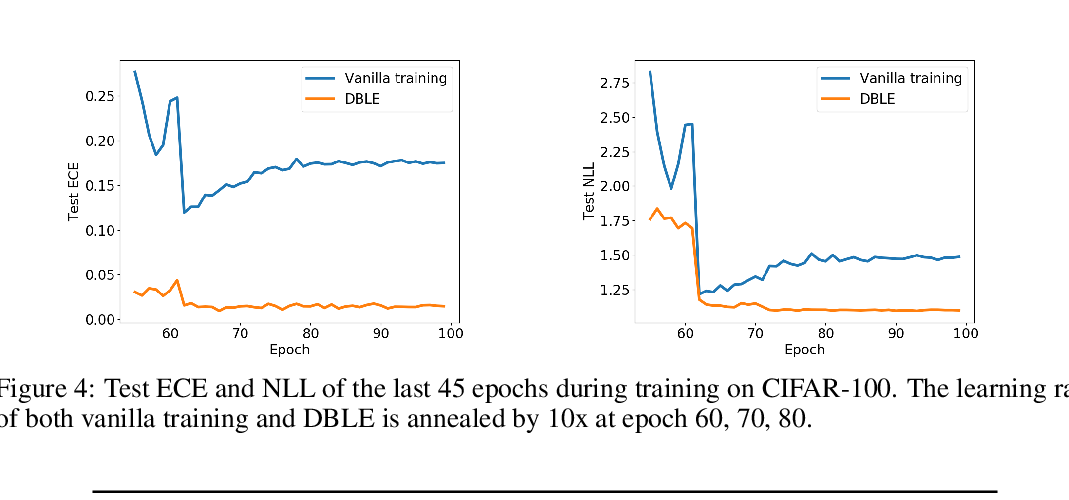 Vanilla training
DBLE
0.25
0.20
0.15
0.10
0.05
0.00
Test ECE
60
70
80
90
100
Epoch
Vanilla training
DBLE
2.75
2.50
2.25
2.00
1.75
1.50
1.25
Test NLL
60
70
80
90
100
Epoch
Figure 4: Test ECE and NLL of the last 45 epochs during training on CIFAR-100. The learning ra
of both vanilla training and DBLE is annealed by 10x at epoch 60, 70, 80.